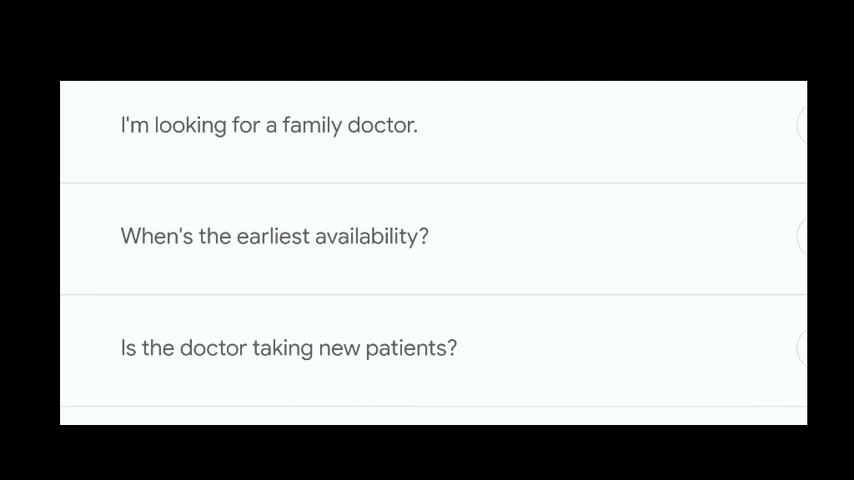 I'm looking for a family doctor.
When's the earliest availability?
Is the doctor taking new patients?